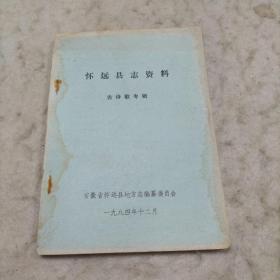 怀远县志资料
古诗歌专辑
安徽省怀远县地方志编纂委员会
一九八四年十二月